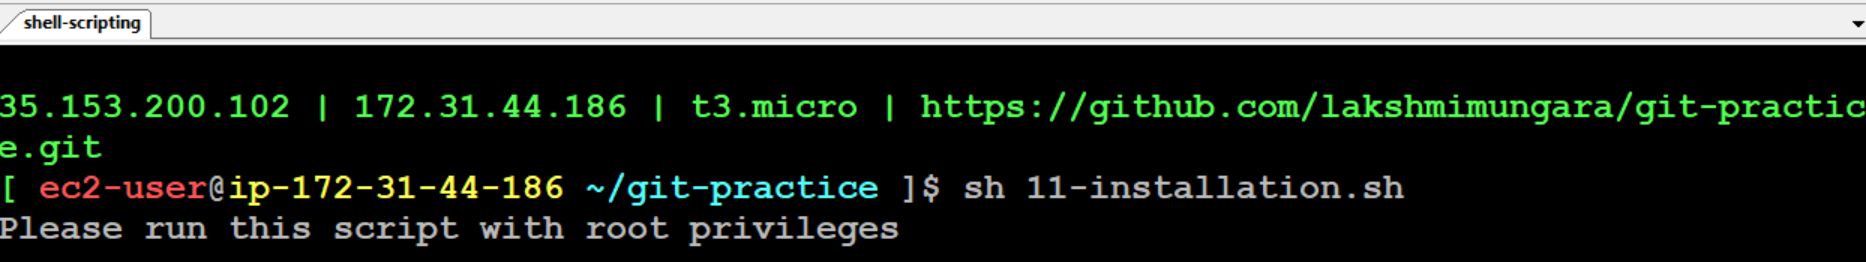 shell-scripting
35.153.200.102 | 172.31.44.186 | t3.micro | https://github.com/lakshmimungara/git-practic
e.git
[ ec2-user@ip-172-31-44-186 ~/git-practice ]$ sh 11-installation.sh
Please run this script with root privileges